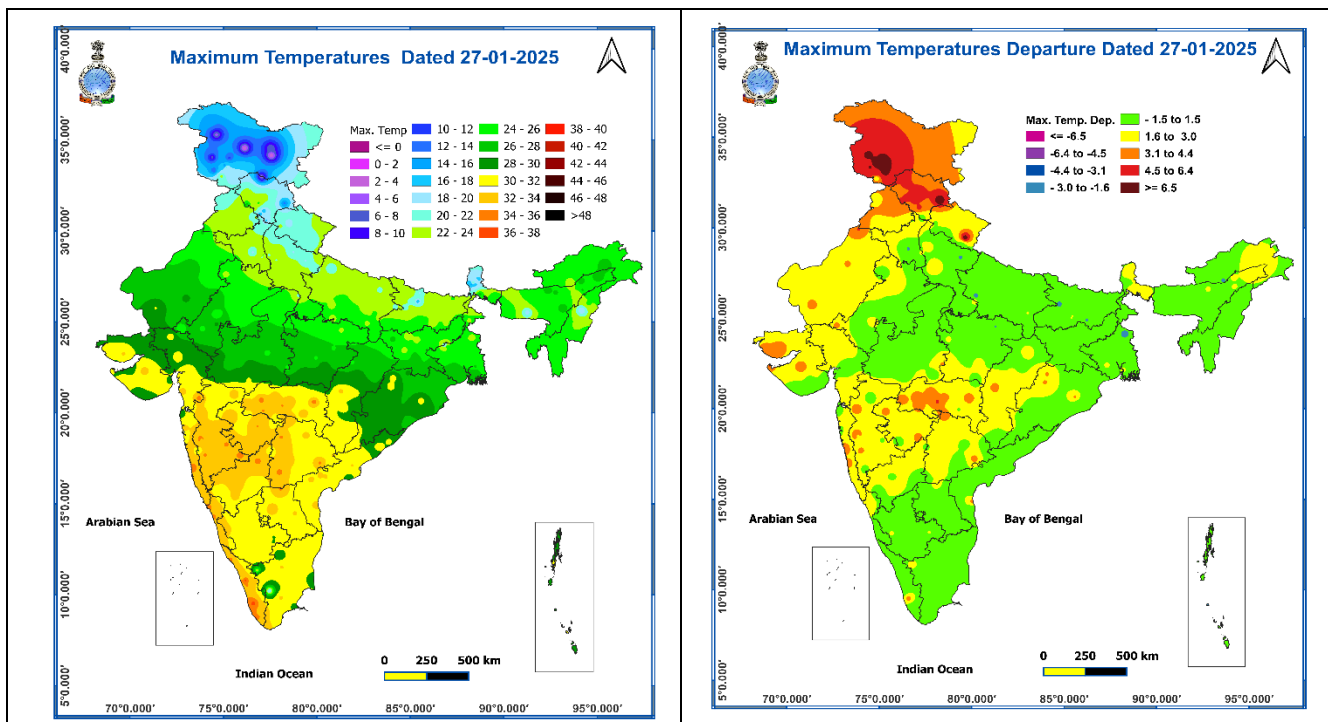 Maximum Temperatures Dated 27-01-2025
Max. Temp
<= 0
0 - 2
2 - 4
4 - 6
6 - 8
8 - 10
10 - 12
12 - 14
14 - 16
16 - 18
18 - 20
20 - 22
22 - 24
24 - 26
26 - 28
28 - 30
30 - 32
32 - 34
34 - 36
36 - 38
38 - 40
40 - 42
42 - 44
44 - 46
46 - 48
>48
40°0.000'
35°0.000'
30°0.000'
25°0.000'
20°0.000'
15°0.000'
10°0.000'
5°0.000'
Arabian Sea
Bay of Bengal
Indian Ocean
0 250 500 km
70°0.000' 75°0.000' 80°0.000' 85°0.000' 90°0.000' 95°0.000'
Maximum Temperatures Departure Dated 27-01-2025
Max. Temp. Dep.
<= -6.5
-6.4 to -4.5
-4.4 to -3.1
- 3.0 to -1.6
- 1.5 to 1.5
1.6 to 3.0
3.1 to 4.4
4.5 to 6.4
>= 6.5
40°0.000'
35°0.000'
30°0.000'
25°0.000'
20°0.000'
15°0.000'
10°0.000'
5°0.000'
Arabian Sea
Bay of Bengal
Indian Ocean
0 250 500 km
70°0.000' 75°0.000' 80°0.000' 85°0.000' 90°0.000' 95°0.000'